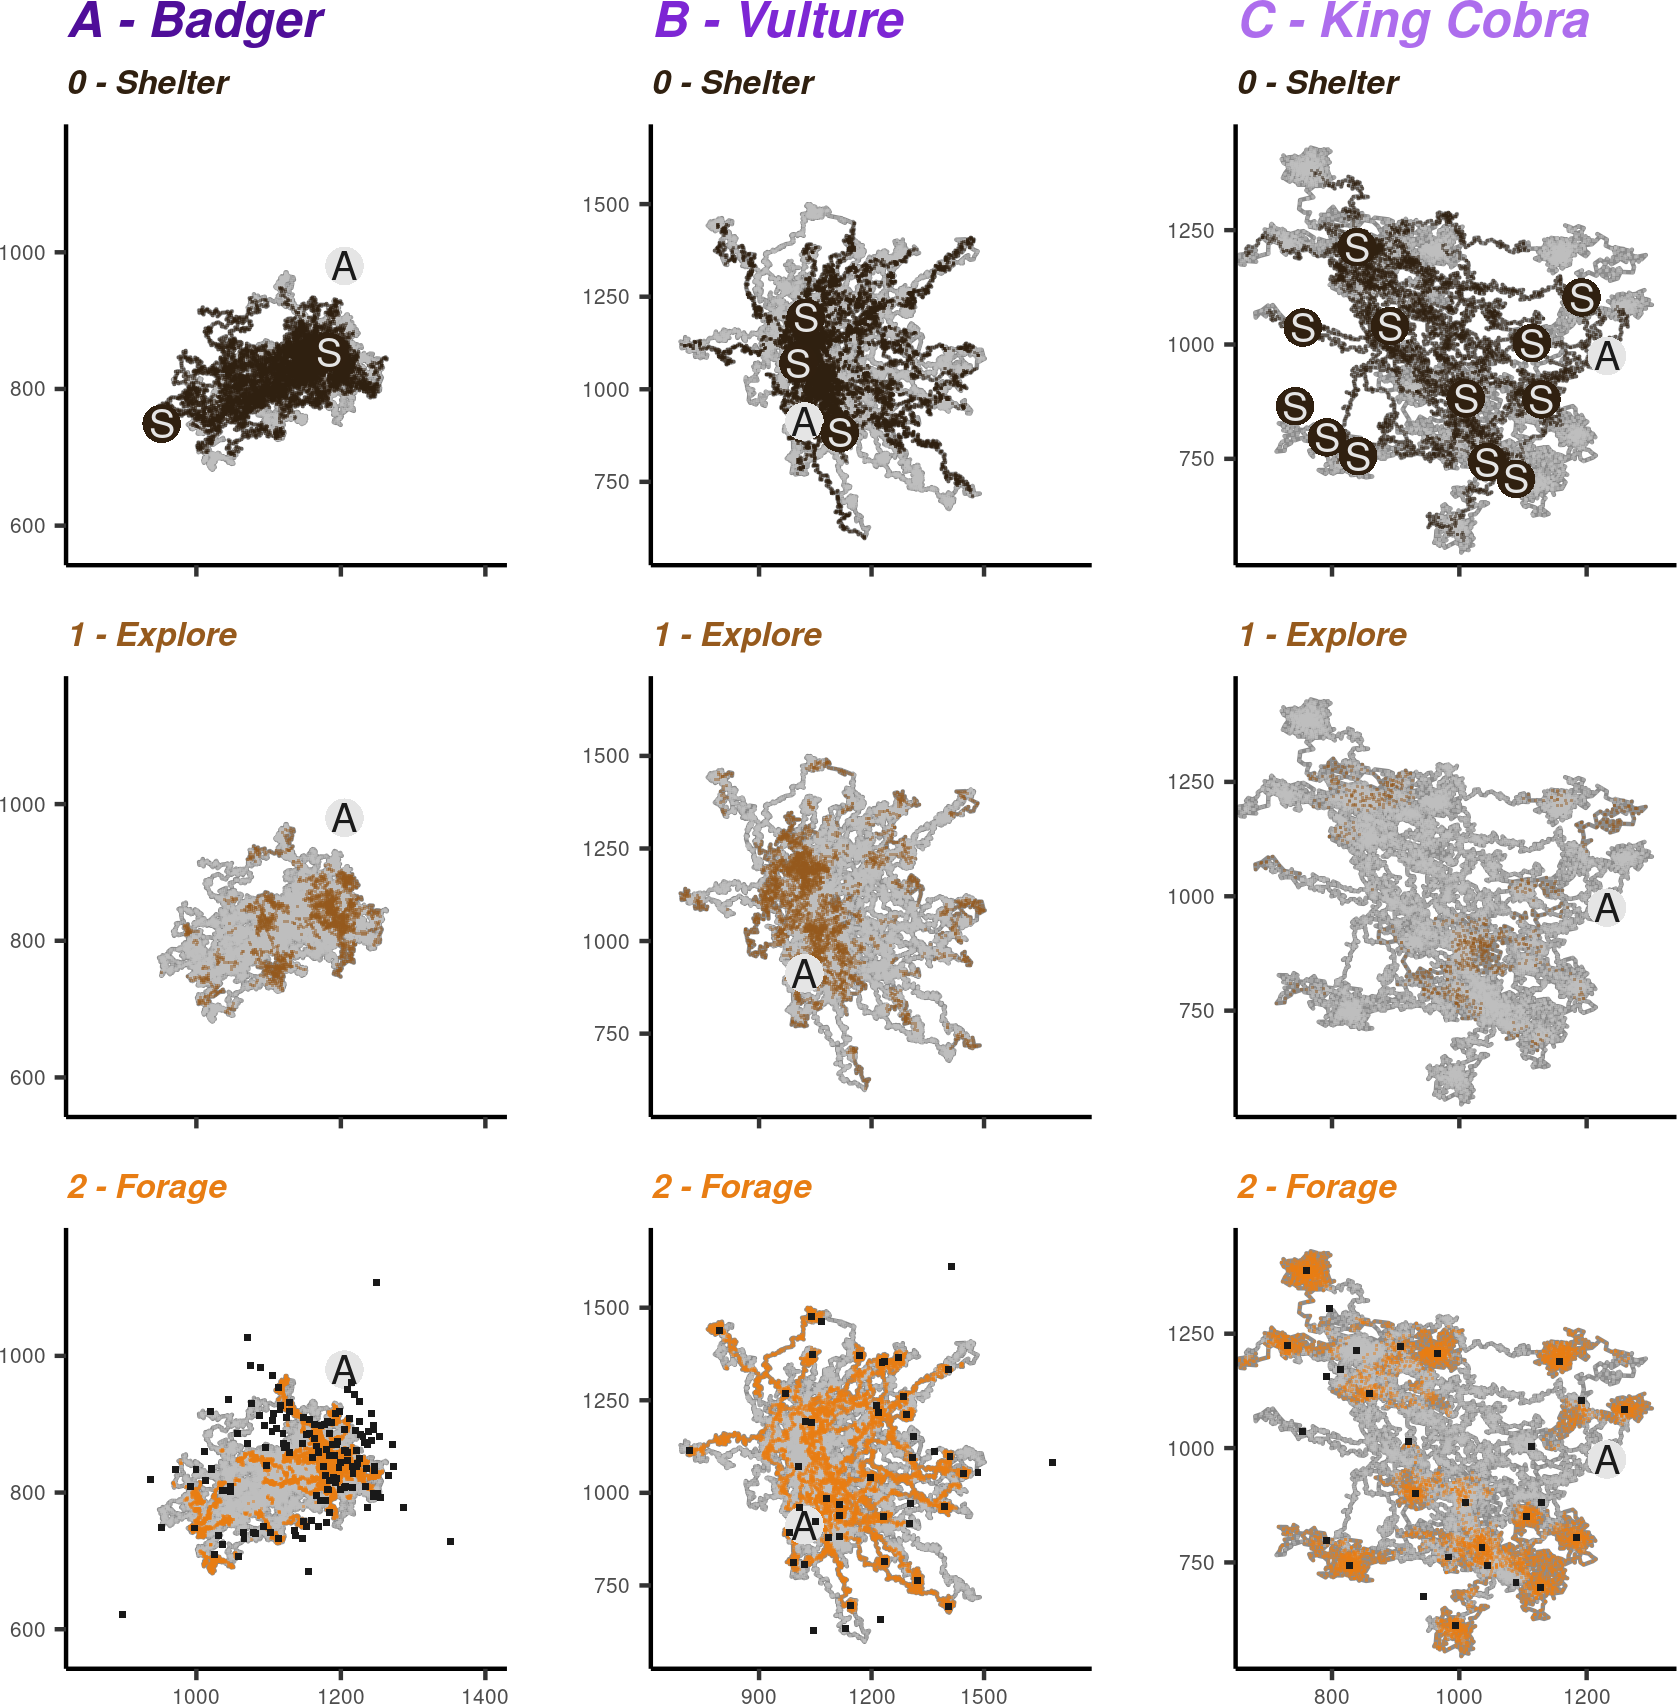 A - Badger
B - Vulture
C - King Cobra
0 - Shelter
0 - Shelter
0 - Shelter
1000
800
600
A
S
S
1500
1250
1000
750
S
S
A
S
1250
1000
750
S
S
S
S
S
A
S
S
S
S
S
S
S
1 - Explore
1 - Explore
1 - Explore
1000
800
600
A
1500
1250
1000
750
A
1250
1000
750
A
2 - Forage
2 - Forage
2 - Forage
1000
800
600
A
1000
1200
1400
1500
1250
1000
750
A
900
1200
1500
1250
1000
750
A
800
1000
1200